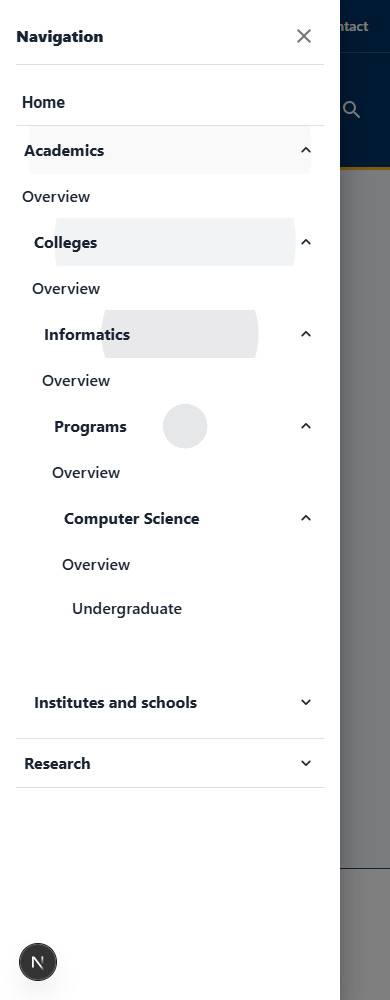 Navigation
ntact
Home
Academics
Overview
Colleges
Overview
Informatics
Overview
Programs
Overview
Computer Science
Overview
Undergraduate
Institutes and schools
Research
N